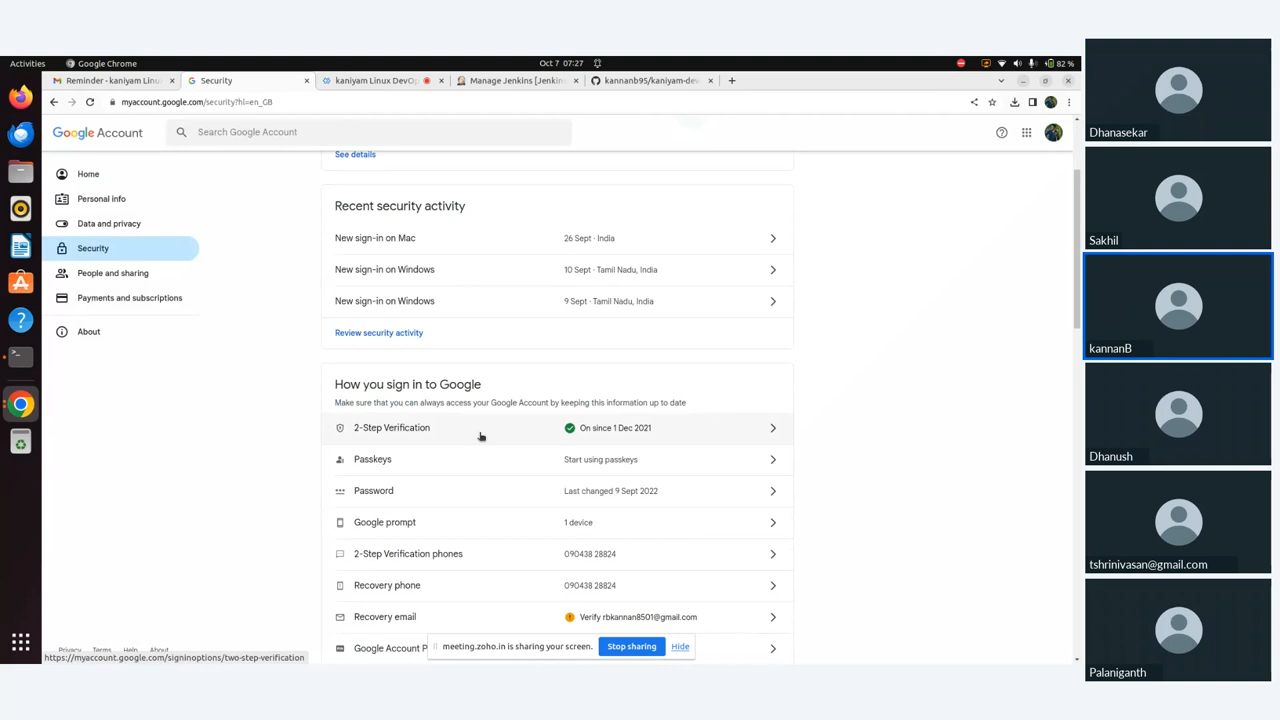 Activities
Google Chrome
Oct 7 07:27
82 %
Reminder - kaniyam Linu
Security
kaniyam Linux DevOp
Manage Jenkins [Jenkin
kannanb95/kaniyam-dev
myaccount.google.com/security?hl=en_GB
Google Account
Search Google Account
Home
Personal info
Data and privacy
Security
People and sharing
Payments and subscriptions
About
See details
Recent security activity
New sign-in on Mac
26 Sept · India
New sign-in on Windows
10 Sept · Tamil Nadu, India
New sign-in on Windows
9 Sept · Tamil Nadu, India
Review security activity
How you sign in to Google
Make sure that you can always access your Google Account by keeping this information up to date
2-Step Verification
On since 1 Dec 2021
Passkeys
Start using passkeys
Password
Last changed 9 Sept 2022
Google prompt
1 device
2-Step Verification phones
090438 28824
Recovery phone
090438 28824
Recovery email
Verify rbkannan8501@gmail.com
Google Account P
meeting.zoho.in is sharing your screen.
Stop sharing
Hide
Privacy Terms Help About
https://myaccount.google.com/signinoptions/two-step-verification
Dhanasekar
Sakhil
kannanB
Dhanush
tshrinivasan@gmail.com
Palaniganth